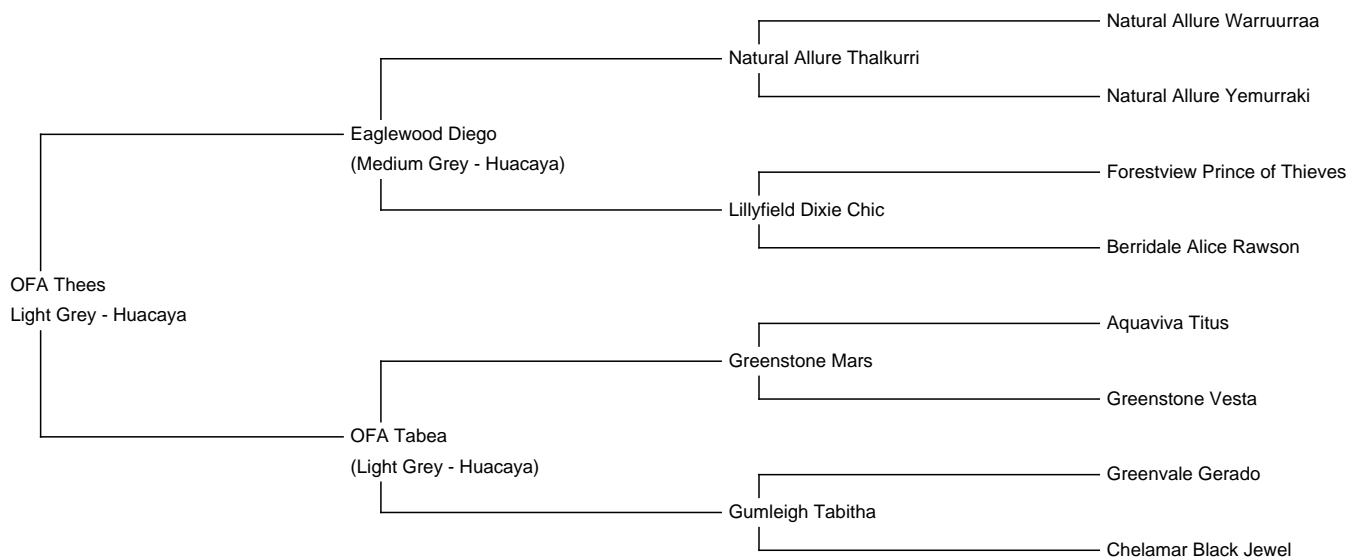 Natural Allure Warruurraa
Natural Allure Thalkurri
Natural Allure Yemurraki
Eaglewood Diego
(Medium Grey - Huacaya)
Forestview Prince of Thieves
Lillyfield Dixie Chic
Berridale Alice Rawson
OFA Thees
Light Grey - Huacaya
Aquaviva Titus
Greenstone Mars
Greenstone Vesta
OFA Tabea
(Light Grey - Huacaya)
Greenvale Gerado
Gumleigh Tabitha
Chelamar Black Jewel